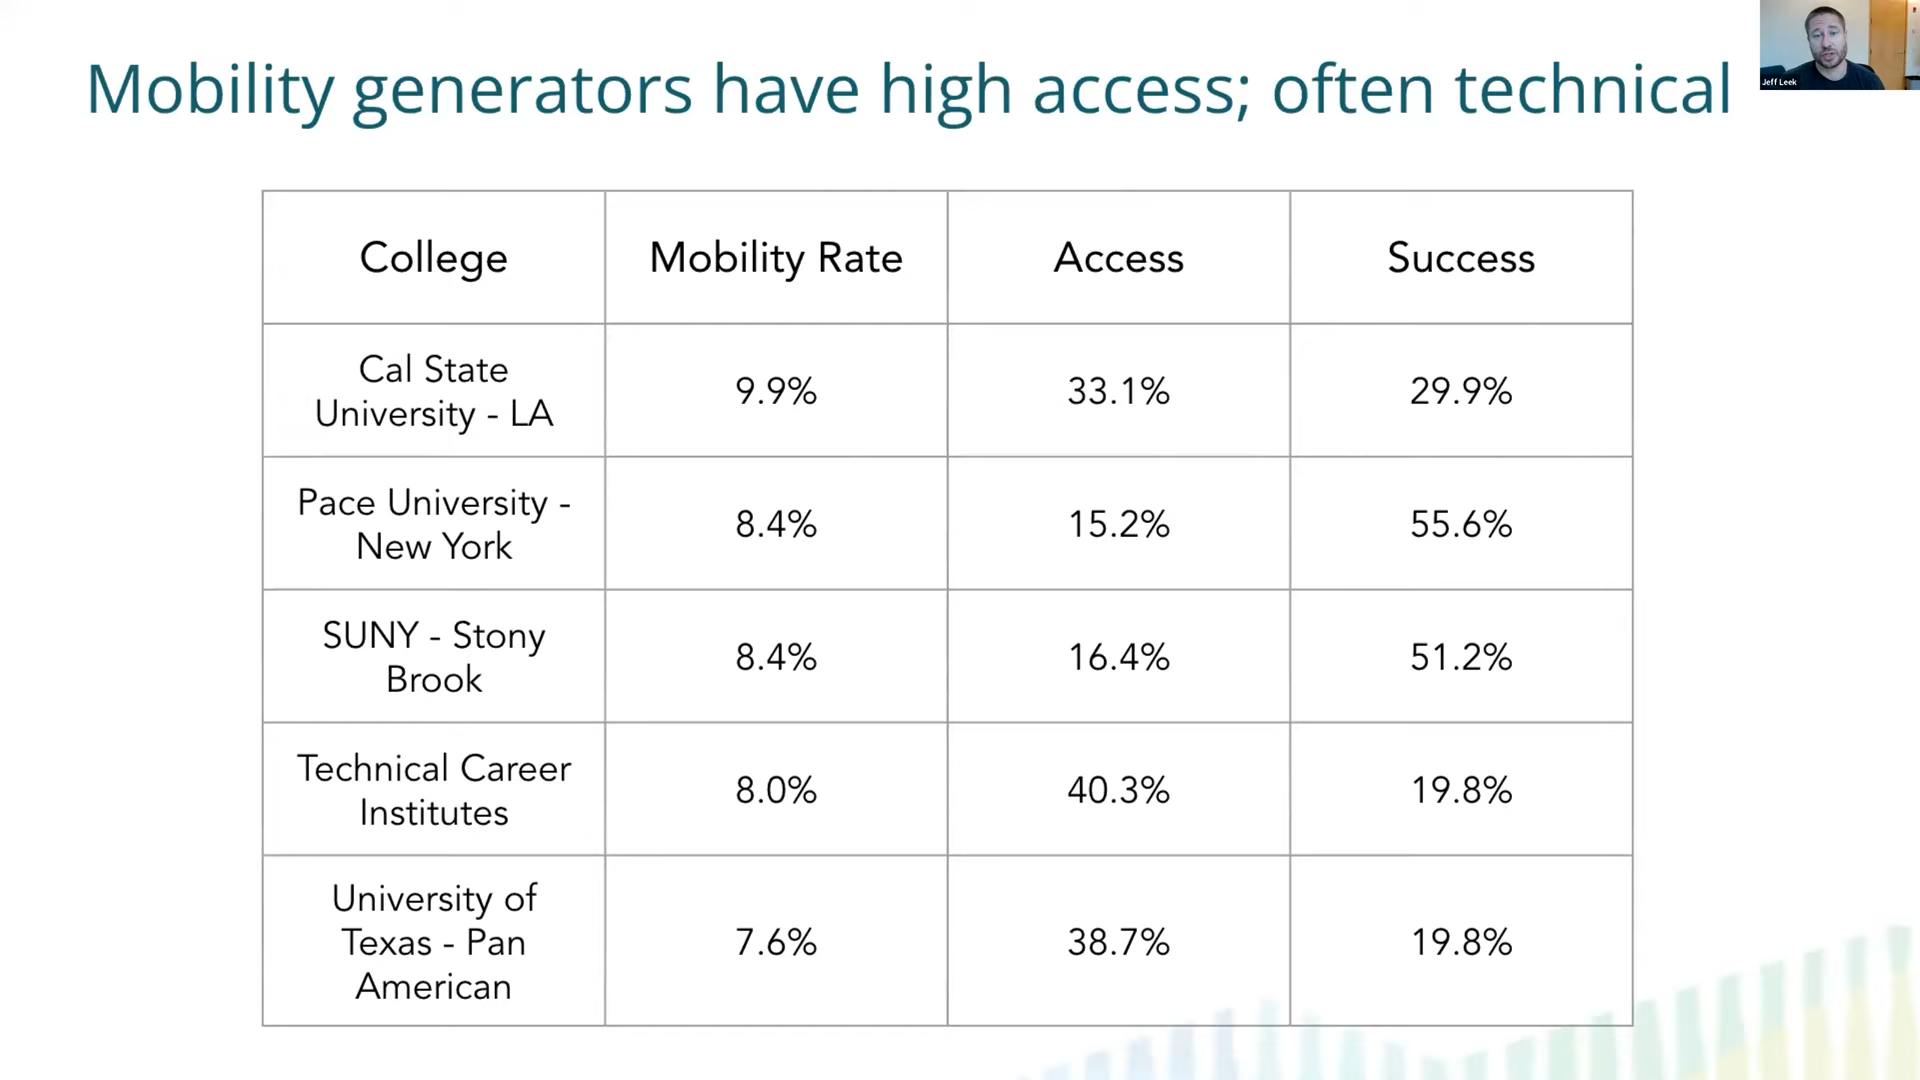 Mobility generators have high access; often technical
Jeff Leek
College
Mobility Rate
Access
Success
Cal State
University - LA
9.9%
33.1%
29.9%
Pace University -
New York
8.4%
15.2%
55.6%
SUNY - Stony
Brook
8.4%
16.4%
51.2%
Technical Career
Institutes
8.0%
40.3%
19.8%
University of
Texas - Pan
American
7.6%
38.7%
19.8%